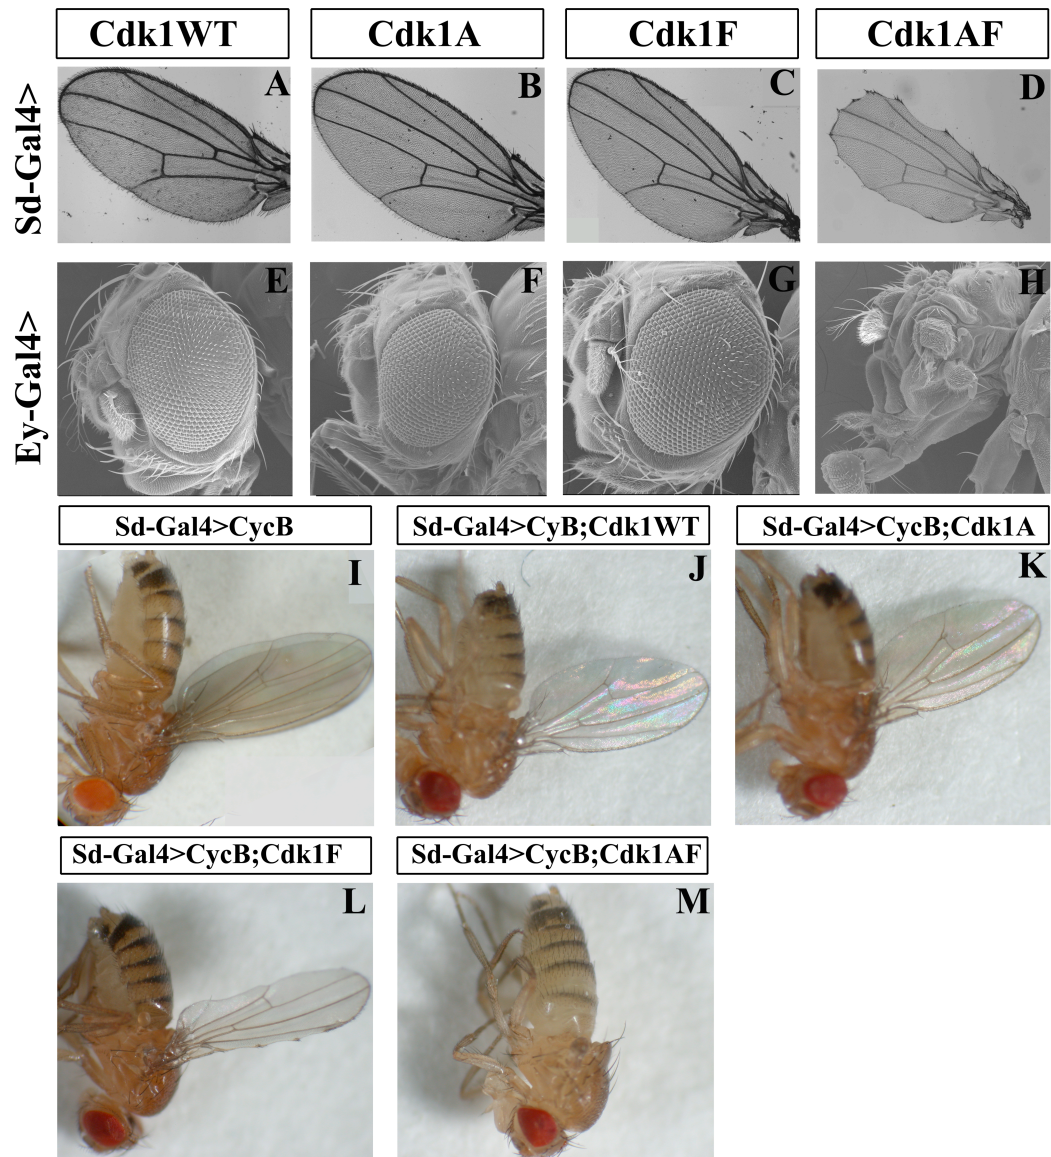 Cdk1WT Cdk1A Cdk1F Cdk1AF
Sd-Gal4>
A B C D
Ey-Gal4>
E F G H
Sd-Gal4>CycB Sd-Gal4>CyB;Cdk1WT Sd-Gal4>CycB;Cdk1A
I J K
Sd-Gal4>CycB;Cdk1F Sd-Gal4>CycB;Cdk1AF
L M